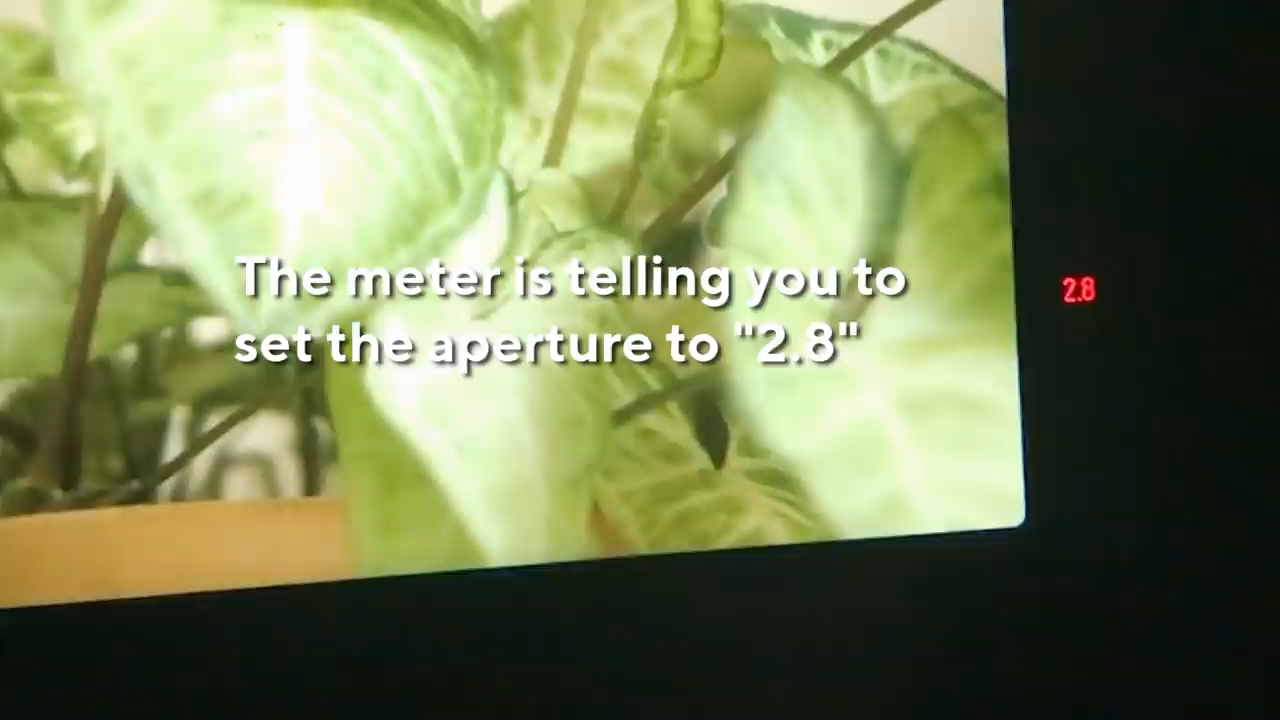 The meter is telling you to
set the aperture to "2.8"
2.8